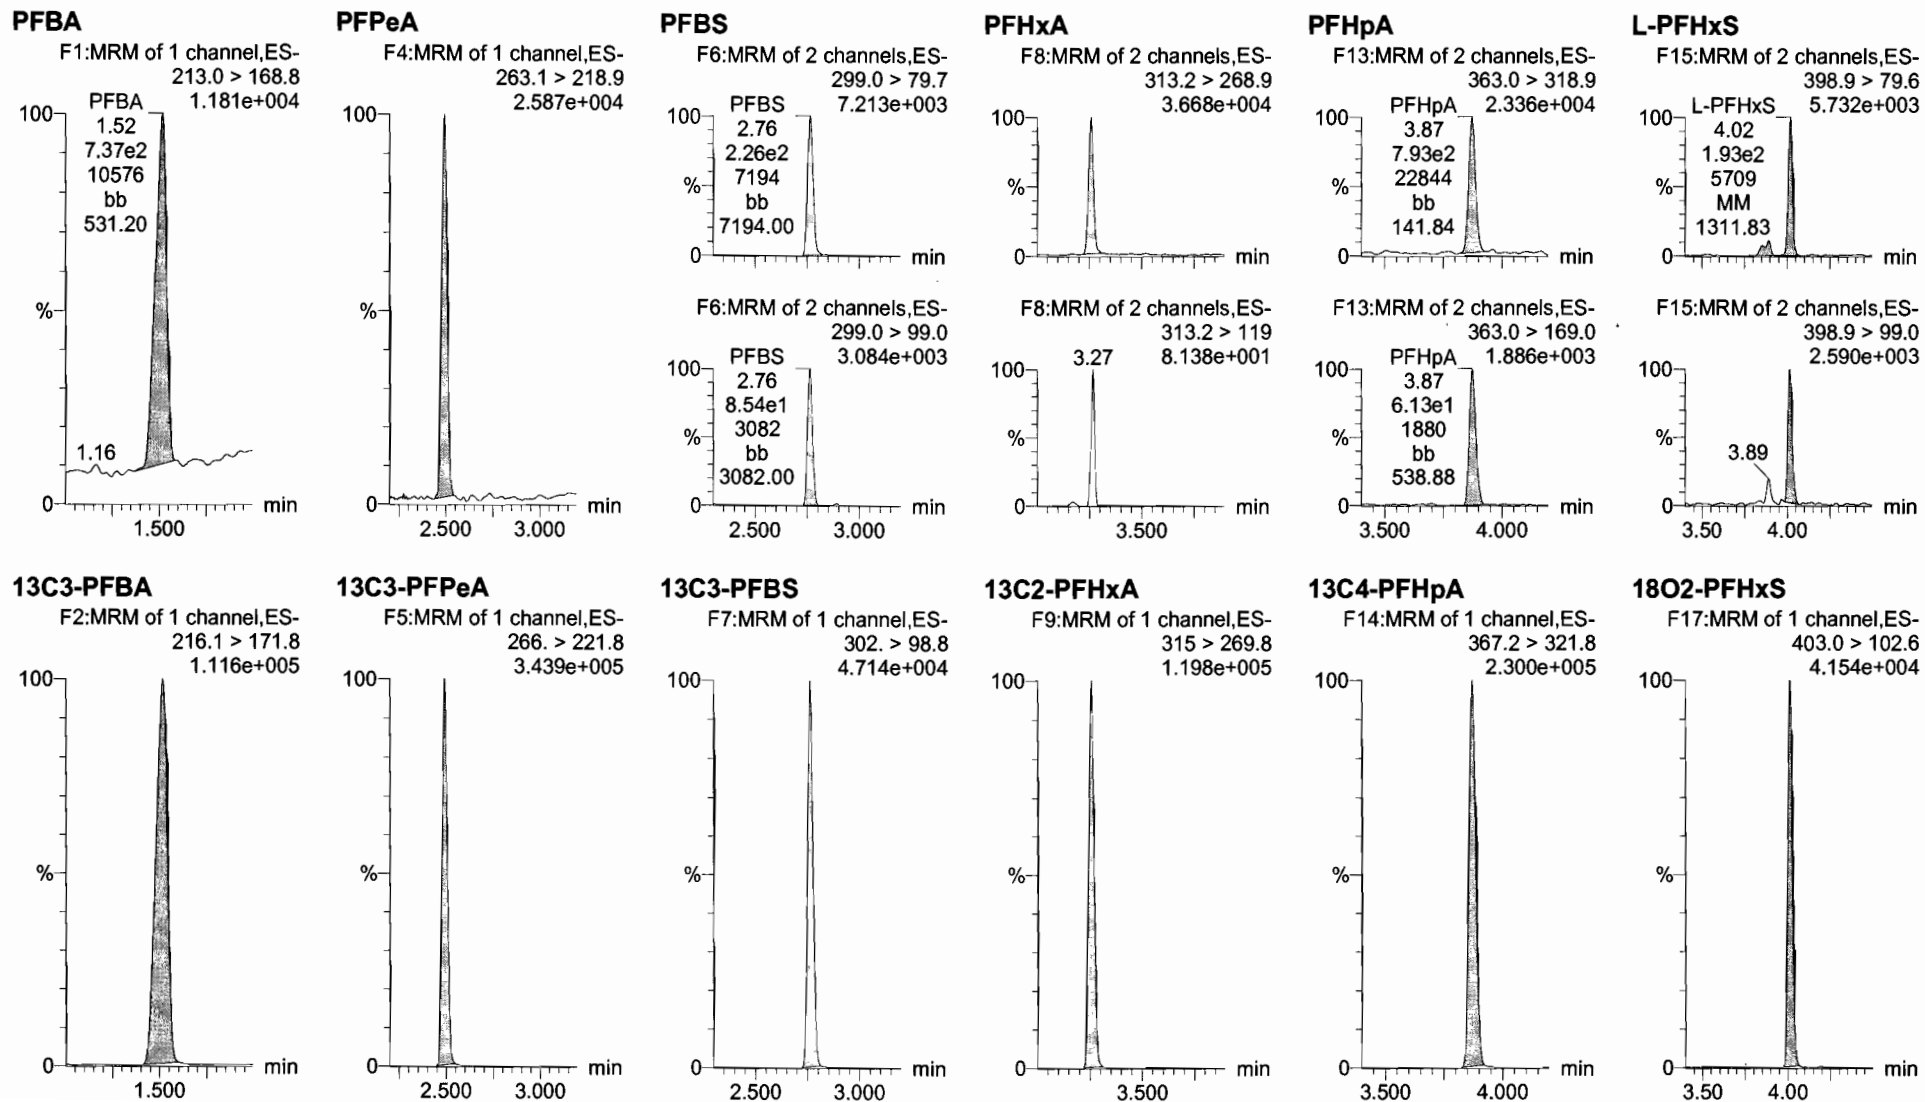 PFBA
F1:MRM of 1 channel,ES-
213.0 > 168.8
1.181e+004
PFBA
1.52
7.37e2
10576
bb
531.20
100
%
1.16
0
min
1.500
PFPeA
F4:MRM of 1 channel,ES-
263.1 > 218.9
2.587e+004
100
%
0
min
2.500 3.000
PFBS
F6:MRM of 2 channels,ES-
299.0 > 79.7
7.213e+003
PFBS
2.76
2.26e2
7194
bb
7194.00
100
%
0
min
F6:MRM of 2 channels,ES-
299.0 > 99.0
3.084e+003
PFBS
2.76
8.54e1
3082
bb
3082.00
100
%
0
min
2.500 3.000
PFHxA
F8:MRM of 2 channels,ES-
313.2 > 268.9
3.668e+004
100
%
0
min
F8:MRM of 2 channels,ES-
313.2 > 119
8.138e+001
3.27
100
%
0
min
3.500
PFHpA
F13:MRM of 2 channels,ES-
363.0 > 318.9
2.336e+004
PFHpA
3.87
7.93e2
22844
bb
141.84
100
%
0
min
F13:MRM of 2 channels,ES-
363.0 > 169.0
1.886e+003
PFHpA
3.87
6.13e1
1880
bb
538.88
100
%
0
min
3.500 4.000
L-PFHxS
F15:MRM of 2 channels,ES-
398.9 > 79.6
5.732e+003
L-PFHxS
4.02
1.93e2
5709
MM
1311.83
100
%
0
min
F15:MRM of 2 channels,ES-
398.9 > 99.0
2.590e+003
100
%
3.89
0
min
3.50 4.00
13C3-PFBA
F2:MRM of 1 channel,ES-
216.1 > 171.8
1.116e+005
100
%
0
min
1.500
13C3-PFPeA
F5:MRM of 1 channel,ES-
266. > 221.8
3.439e+005
100
%
0
min
2.500 3.000
13C3-PFBS
F7:MRM of 1 channel,ES-
302. > 98.8
4.714e+004
100
%
0
min
2.500 3.000
13C2-PFHxA
F9:MRM of 1 channel,ES-
315 > 269.8
1.198e+005
100
%
0
min
3.500
13C4-PFHpA
F14:MRM of 1 channel,ES-
367.2 > 321.8
2.300e+005
100
%
0
min
3.500 4.000
18O2-PFHxS
F17:MRM of 1 channel,ES-
403.0 > 102.6
4.154e+004
100
%
0
min
3.50 4.00